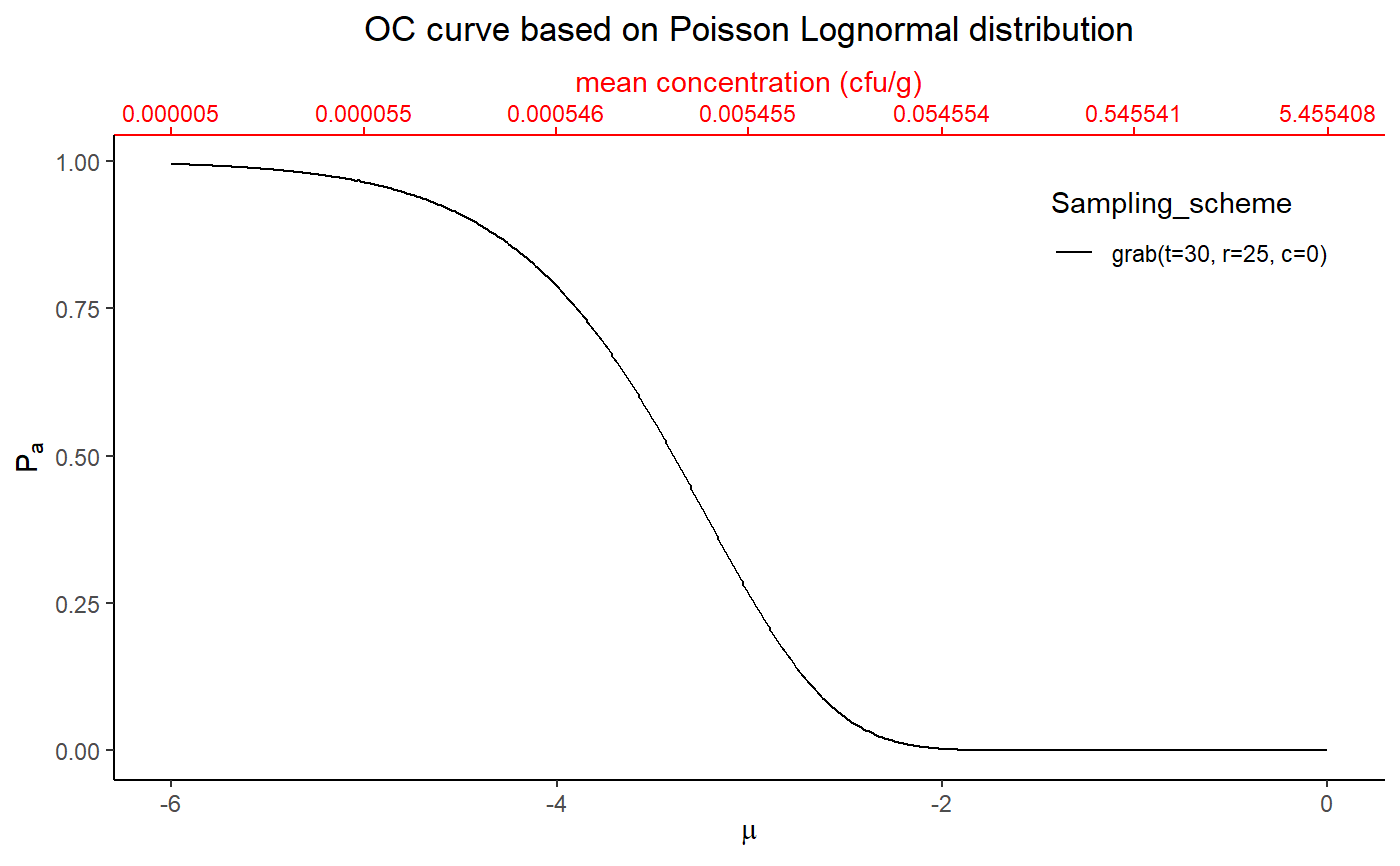 OC curve based on Poisson Lognormal distribution
mean concentration (cfu/g)
0.000005 0.000055 0.000546 0.005455 0.054554 0.545541 5.455408
1.00
Sampling_scheme
grab(t=30, r=25, c=0)
0.75
0.50
Pa
0.25
0.00
-6 -4 -2 0
μ